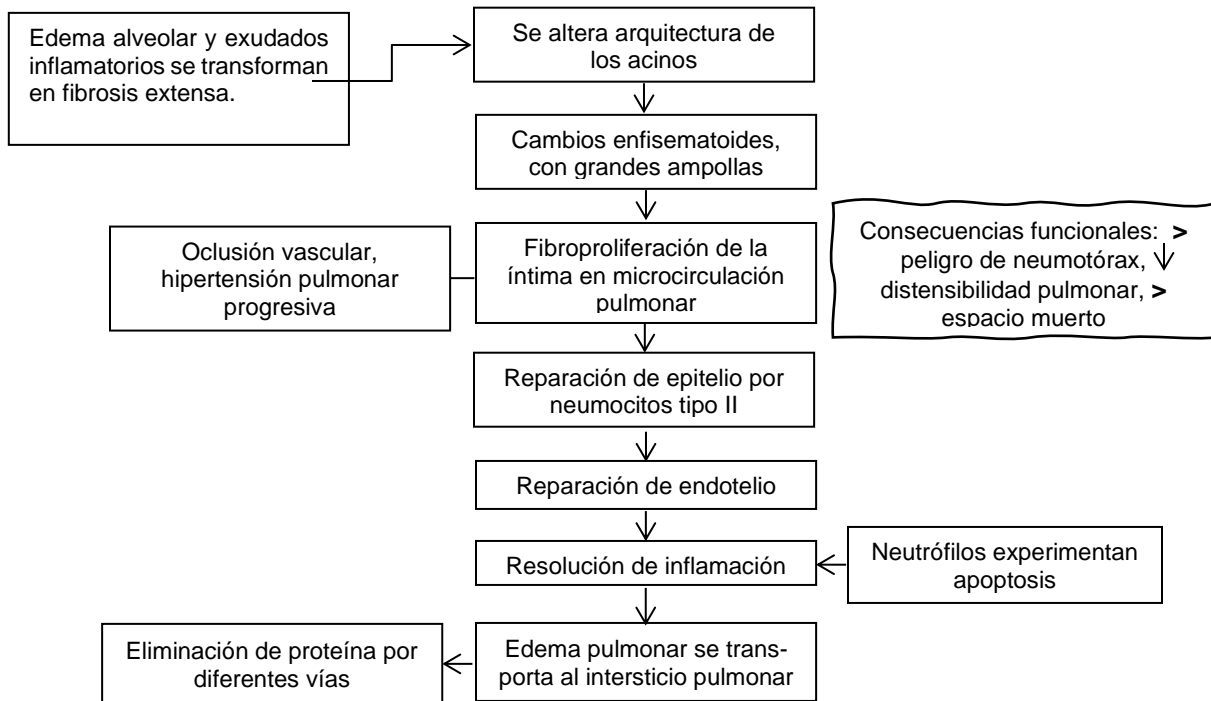 Edema alveolar y exudados
inflamatorios se transforman
en fibrosis extensa.
Se altera arquitectura de
los acinos
Cambios enfisematoides,
con grandes ampollas
Oclusión vascular,
hipertensión pulmonar
progresiva
Fibroproliferación de la
íntima en microcirculación
pulmonar
Consecuencias funcionales: >
peligro de neumotórax, ↓
distensibilidad pulmonar, >
espacio muerto
Reparación de epitelio por
neumocitos tipo II
Reparación de endotelio
Resolución de inflamación
Neutrófilos experimentan
apoptosis
Edema pulmonar se trans-
porta al intersticio pulmonar
Eliminación de proteína por
diferentes vías